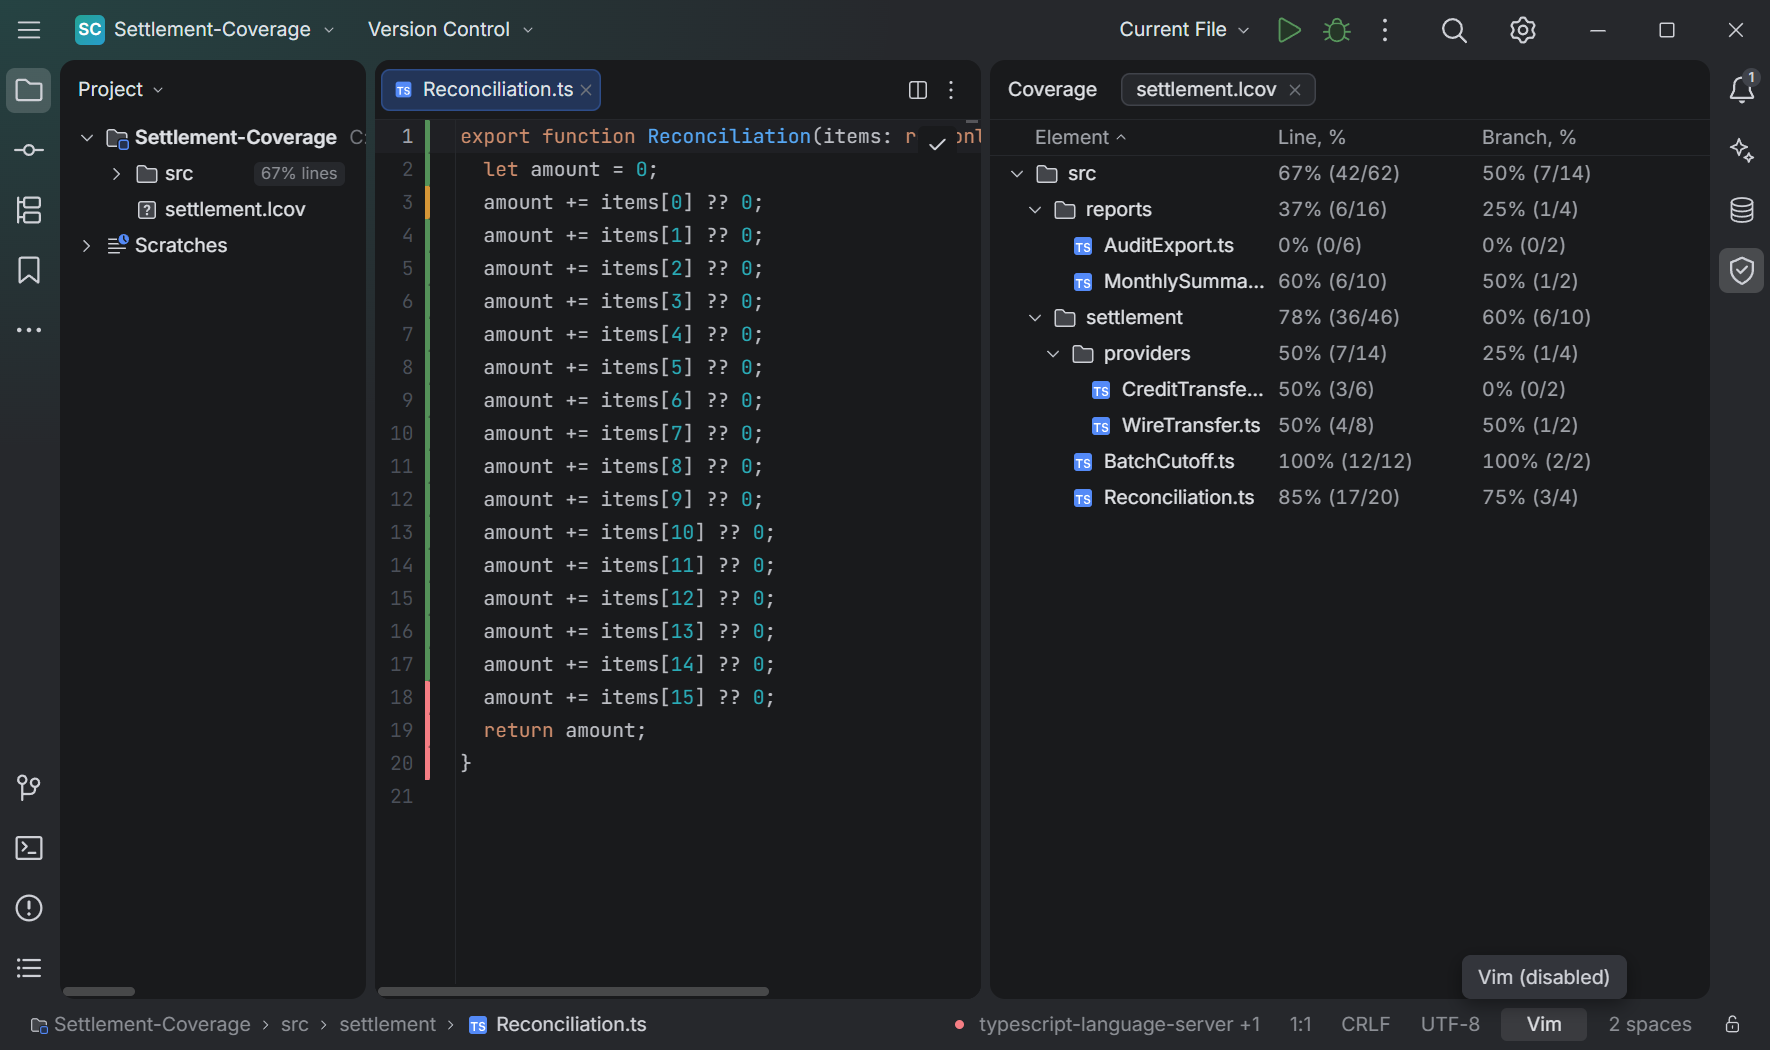 SC Settlement-Coverage Version Control Current File
Project
Settlement-Coverage C:
src 67% lines
settlement.lcov
Scratches
TS Reconciliation.ts
1 export function Reconciliation(items:
2 let amount = 0;
3 amount += items[0] ?? 0;
4 amount += items[1] ?? 0;
5 amount += items[2] ?? 0;
6 amount += items[3] ?? 0;
7 amount += items[4] ?? 0;
8 amount += items[5] ?? 0;
9 amount += items[6] ?? 0;
10 amount += items[7] ?? 0;
11 amount += items[8] ?? 0;
12 amount += items[9] ?? 0;
13 amount += items[10] ?? 0;
14 amount += items[11] ?? 0;
15 amount += items[12] ?? 0;
16 amount += items[13] ?? 0;
17 amount += items[14] ?? 0;
18 amount += items[15] ?? 0;
19 return amount;
20 }
21
Coverage settlement.lcov
Element Line, % Branch, %
src 67% (42/62) 50% (7/14)
reports 37% (6/16) 25% (1/4)
TS AuditExport.ts 0% (0/6) 0% (0/2)
TS MonthlySumma... 60% (6/10) 50% (1/2)
settlement 78% (36/46) 60% (6/10)
providers 50% (7/14) 25% (1/4)
TS CreditTransfe... 50% (3/6) 0% (0/2)
TS WireTransfer.ts 50% (4/8) 50% (1/2)
TS BatchCutoff.ts 100% (12/12) 100% (2/2)
TS Reconciliation.ts 85% (17/20) 75% (3/4)
1
Vim (disabled)
Settlement-Coverage › src › settlement › TS Reconciliation.ts typescript-language-server +1 1:1 CRLF UTF-8 Vim 2 spaces